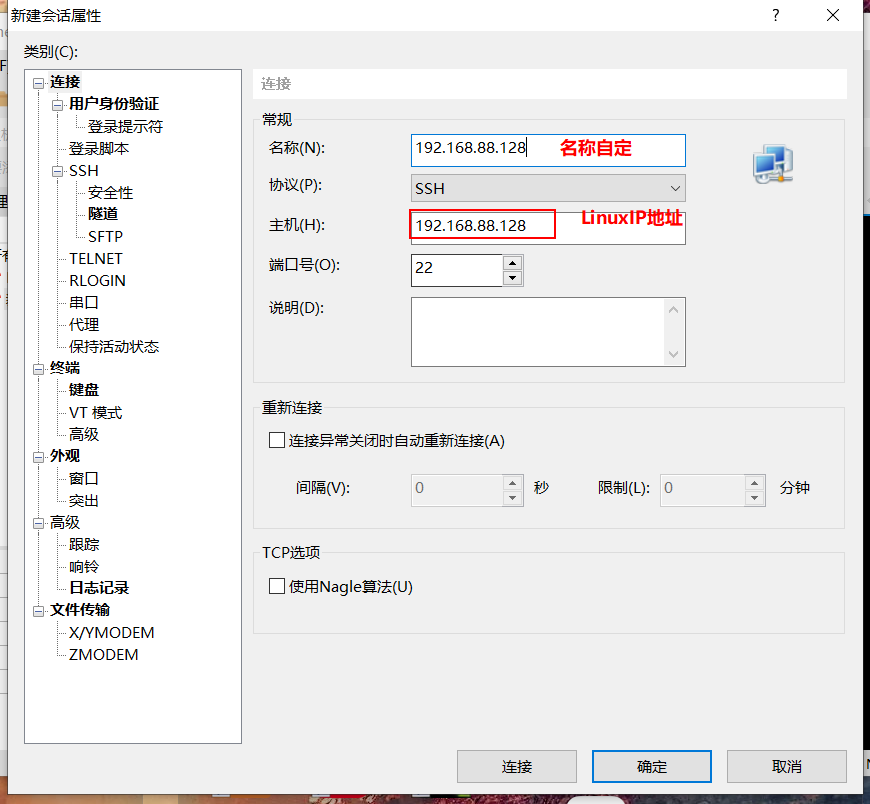 新建会话属性
?
类别(C):
连接
用户身份验证
登录提示符
登录脚本
SSH
安全性
隧道
SFTP
TELNET
RLOGIN
串口
代理
保持活动状态
终端
键盘
VT 模式
高级
外观
窗口
突出
高级
跟踪
响铃
日志记录
文件传输
X/YMODEM
ZMODEM
连接
常规
名称(N): 192.168.88.128 名称自定
协议(P): SSH
主机(H): 192.168.88.128 LinuxIP地址
端口号(O): 22
说明(D):
重新连接
连接异常关闭时自动重新连接(A)
间隔(V): 0 秒 限制(L): 0 分钟
TCP选项
使用Nagle算法(U)
连接 确定 取消